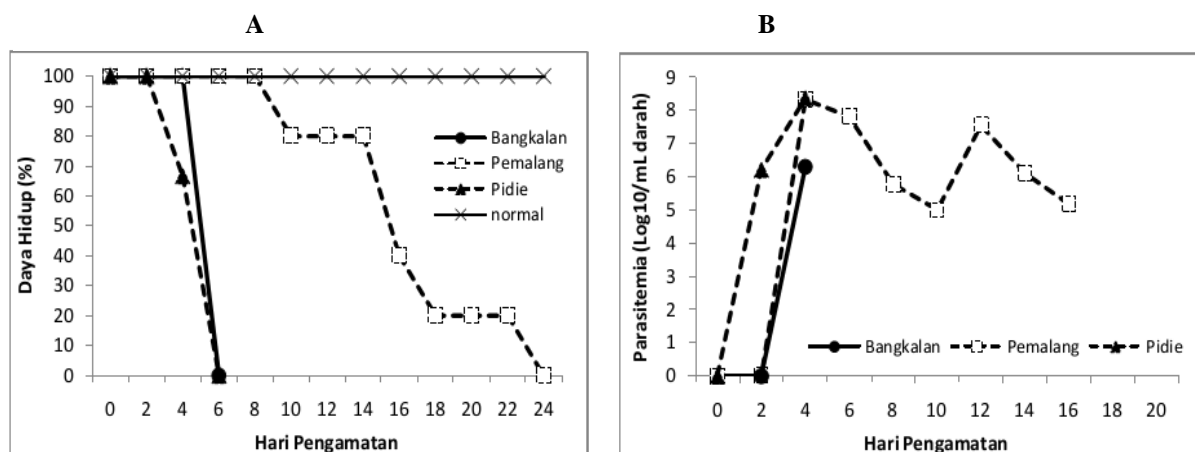 A
B
Daya Hidup (%)
100
90
80
70
60
50
40
30
20
10
0
Bangkalan
Pemalang
Pidie
normal
0 2 4 6 8 10 12 14 16 18 20 22 24
Hari Pengamatan
Parasitemia (Log10/mL darah)
9
8
7
6
5
4
3
2
1
0
Bangkalan Pemalang Pidie
0 2 4 6 8 10 12 14 16 18 20
Hari Pengamatan